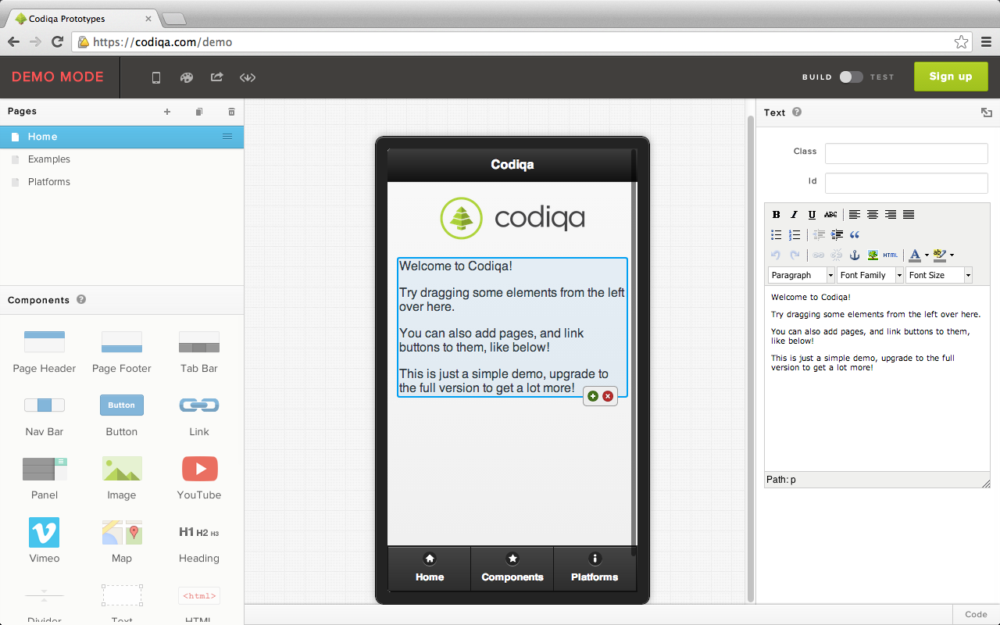 Codiqa Prototypes
https://codiqa.com/demo
DEMO MODE
BUILD
TEST
Sign up
Pages
Home
Examples
Platforms
Components
Page Header
Page Footer
Tab Bar
Button
Nav Bar
Button
Link
Panel
Image
YouTube
H1 H2 H3
Vimeo
Map
Heading
<html>
Divider
Text
HTML
Codiqa
codiqa
Welcome to Codiqa!
Try dragging some elements from the left
over here.
You can also add pages, and link
buttons to them, like below!
This is just a simple demo, upgrade to
the full version to get a lot more!
Home
Components
Platforms
Text
Class
Id
B I U ABC
HTML A ab
Paragraph
Font Family
Font Size
Welcome to Codiqa!
Try dragging some elements from the left over here.
You can also add pages, and link buttons to them,
like below!
This is just a simple demo, upgrade to the full
version to get a lot more!
Path: p
Code